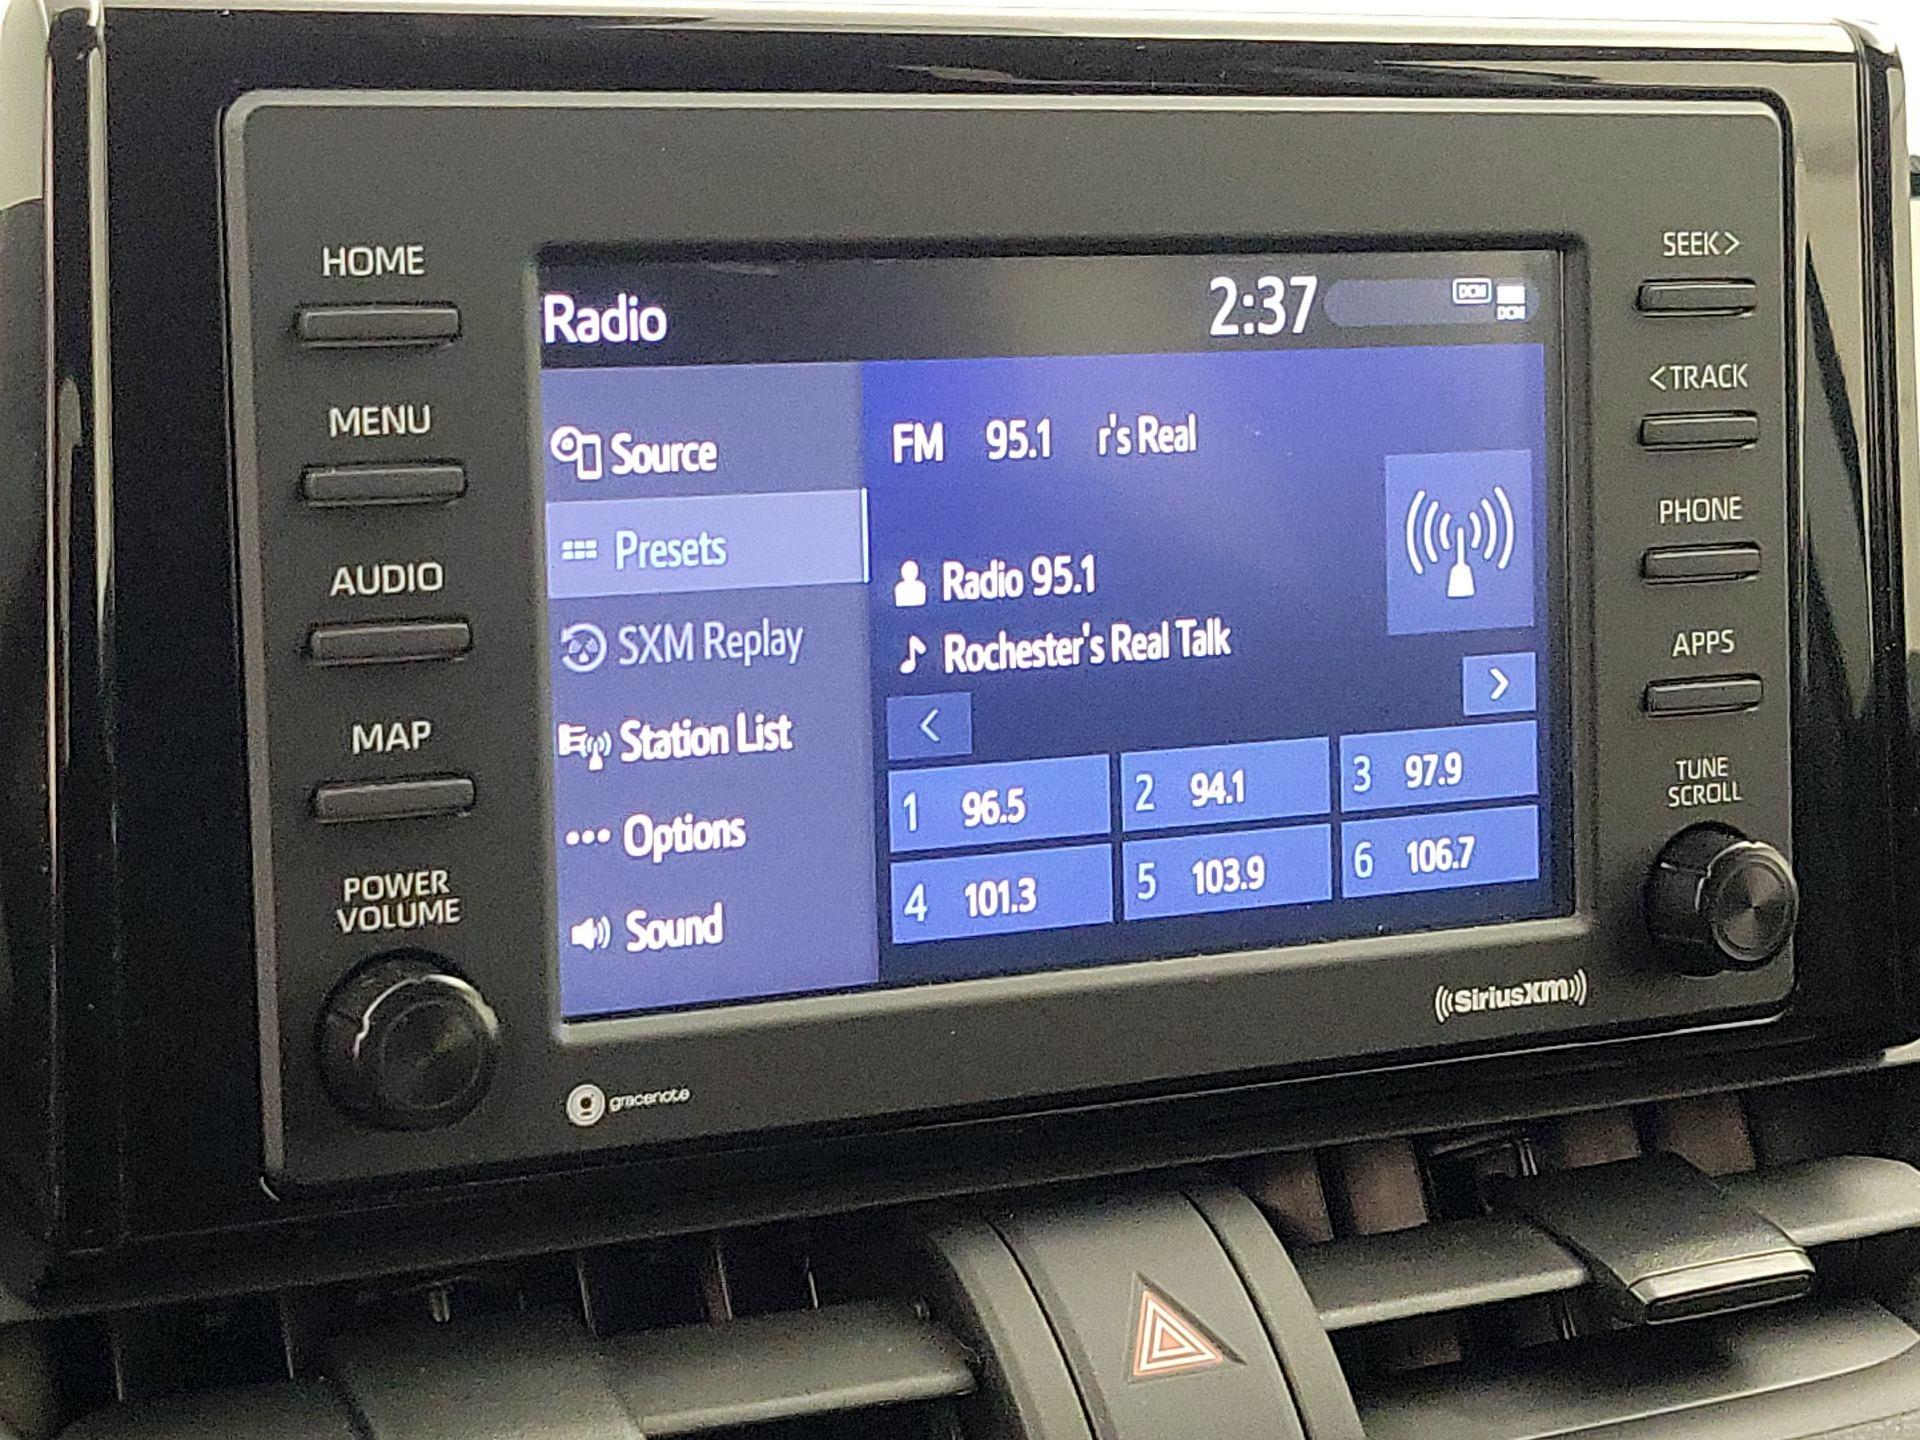 HOME
MENU
AUDIO
MAP
POWER
VOLUME
Radio
2:37
DCM
DCM
Source
Presets
SXM Replay
Station List
Options
Sound
FM 95.1 r's Real
Radio 95.1
Rochester's Real Talk
<
>
1 96.5
2 94.1
3 97.9
4 101.3
5 103.9
6 106.7
SEEK>
<TRACK
PHONE
APPS
TUNE
SCROLL
gracenote
((SiriusXM))